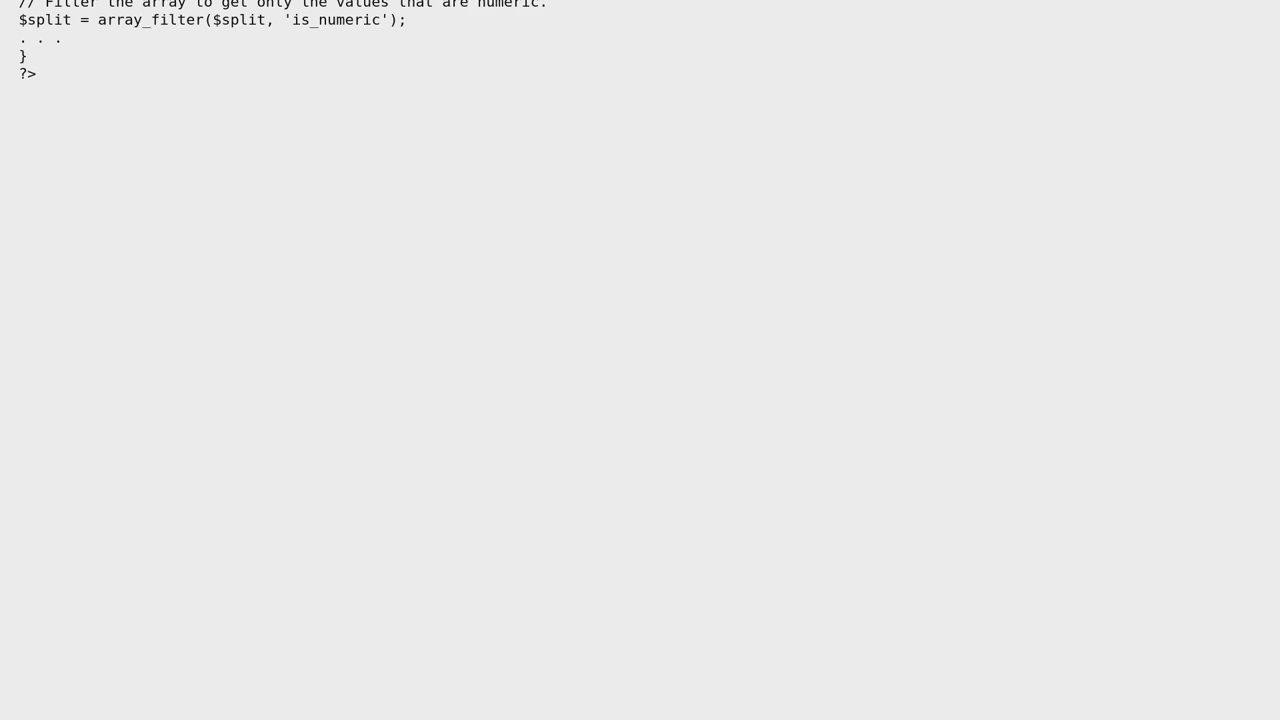 // Filter the array to get only the values that are numeric.
$split = array_filter($split, 'is_numeric');
. . .
}
?>